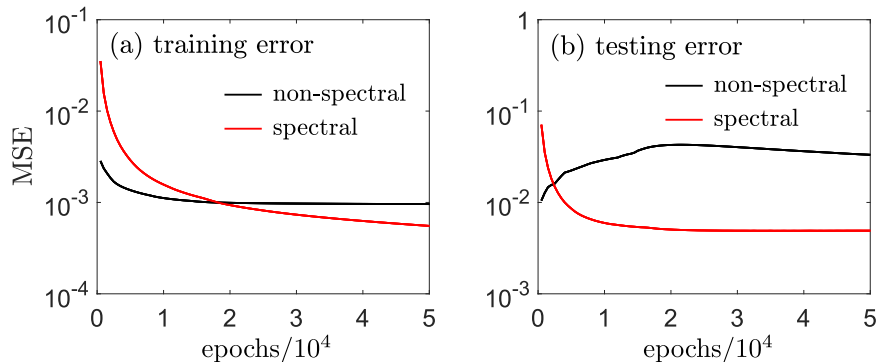 (a) training error
non-spectral
spectral
MSE
10^-1
10^-2
10^-3
10^-4
0 1 2 3 4 5
epochs/10^4
(b) testing error
non-spectral
spectral
1
10^-1
10^-2
10^-3
0 1 2 3 4 5
epochs/10^4